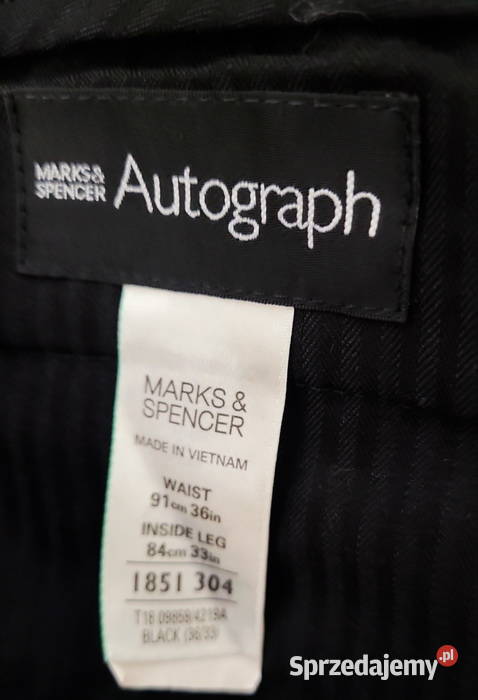 MARKS &
SPENCER
Autograph
MARKS &
SPENCER
MADE IN VIETNAM
WAIST
91cm 36in
INSIDE LEG
84cm 33in
1851 304
BLACK (36/33)
Sprzedajemy.pl